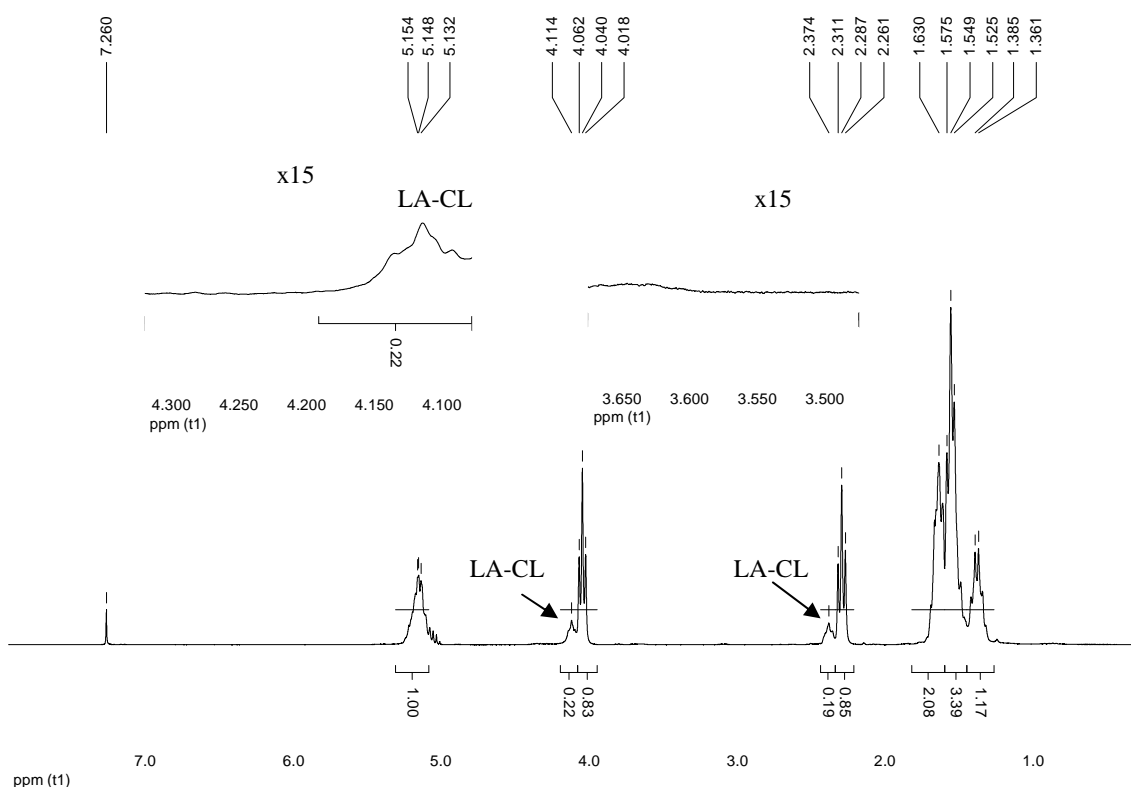 7.260
5.154
5.148
5.132
4.114
4.062
4.040
4.018
2.374
2.311
2.287
2.261
1.630
1.575
1.549
1.525
1.385
1.361
x15
LA-CL
x15
0.22
4.300 4.250 4.200 4.150 4.100
ppm (t1)
3.650 3.600 3.550 3.500
ppm (t1)
LA-CL
LA-CL
1.00
0.22
0.83
0.19
0.85
2.08
3.39
1.17
7.0 6.0 5.0 4.0 3.0 2.0 1.0
ppm (t1)